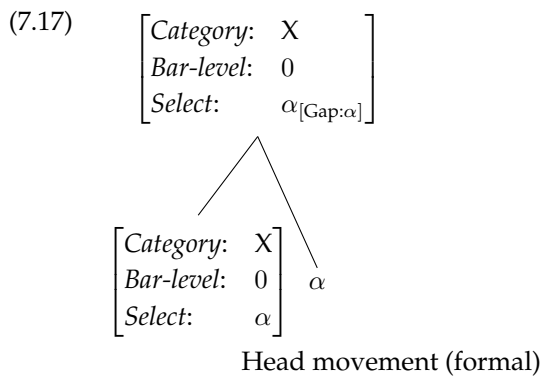 (7.17)
Category: X
Bar-level: 0
Select: α[Gap:α]
Category: X
Bar-level: 0 α
Select: α
Head movement (formal)